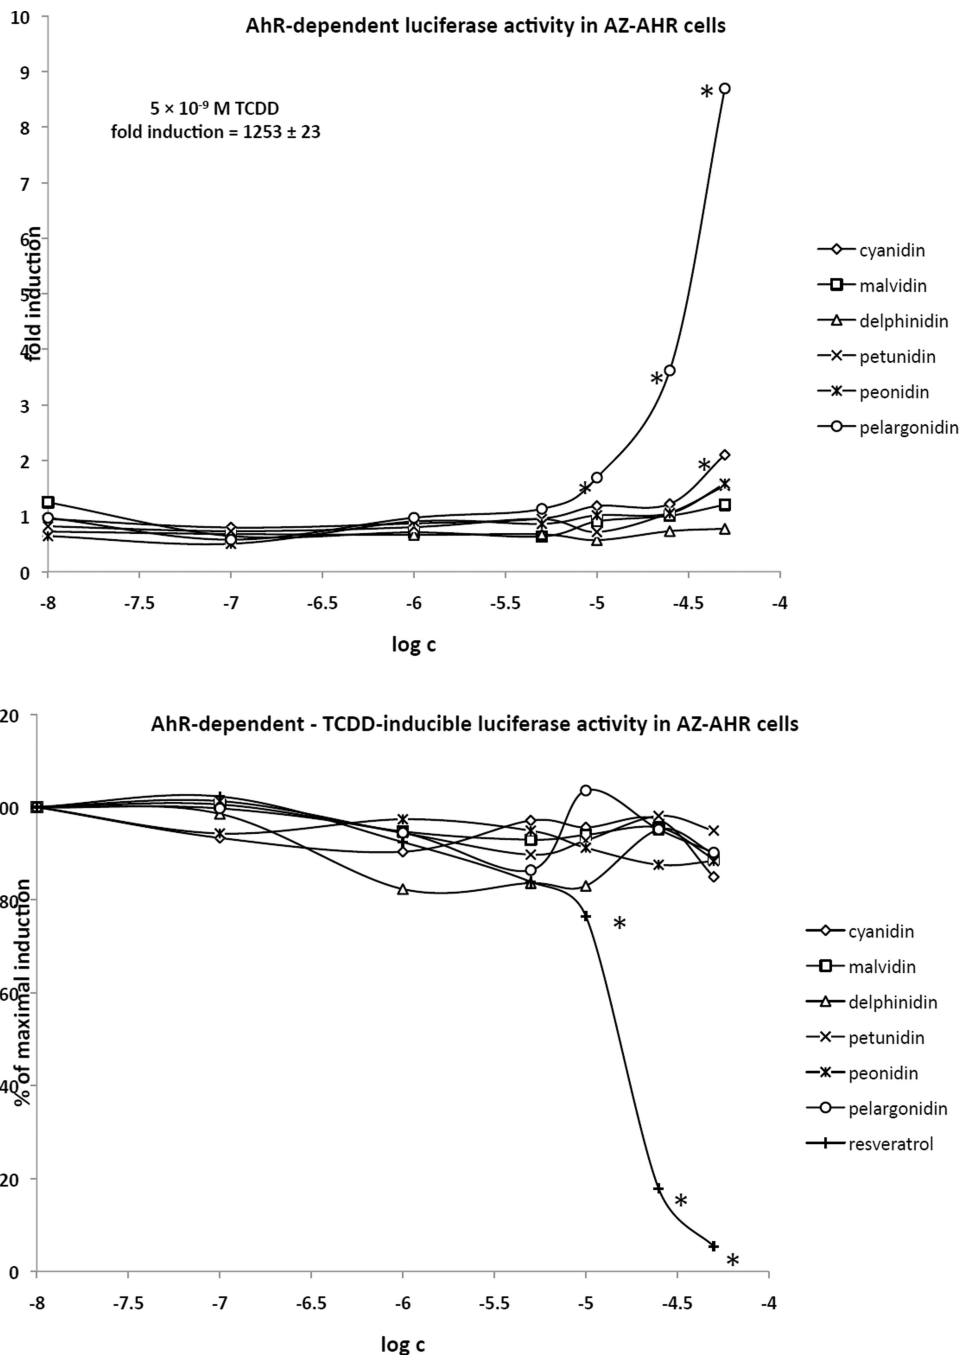 AhR-dependent luciferase activity in AZ-AHR cells
10
9
8
7
6
5
4
3
2
1
0
5 × 10⁻⁹ M TCDD
fold induction = 1253 ± 23
fold induction
cyanidin
malvidin
delphinidin
petunidin
peonidin
pelargonidin
* * * *
-8 -7.5 -7 -6.5 -6 -5.5 -5 -4.5 -4
log c
AhR-dependent - TCDD-inducible luciferase activity in AZ-AHR cells
20
00
80
60
40
20
0
% of maximal induction
cyanidin
malvidin
delphinidin
petunidin
peonidin
pelargonidin
resveratrol
* * *
-8 -7.5 -7 -6.5 -6 -5.5 -5 -4.5 -4
log c